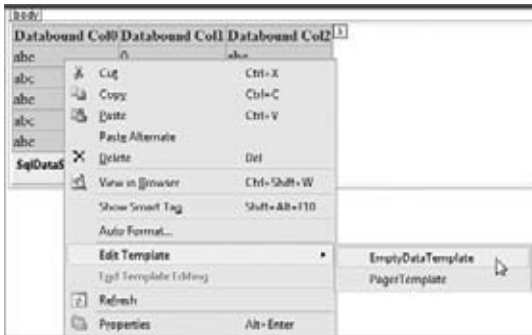 body
Databound Col0 Databound Col1 Databound Col2
abc 0 abc
abc
abc
abc
abc
SqlDataS
Cut Ctrl+X
Copy Ctrl+C
Paste Ctrl+V
Paste Alternate
Delete Del
View in Browser Ctrl+Shift+W
Show Smart Tag Shift+Alt+F10
Auto Format...
Edit Template
EmptyDataTemplate
PagerTemplate
End Template Editing
Refresh
Properties Alt+Enter